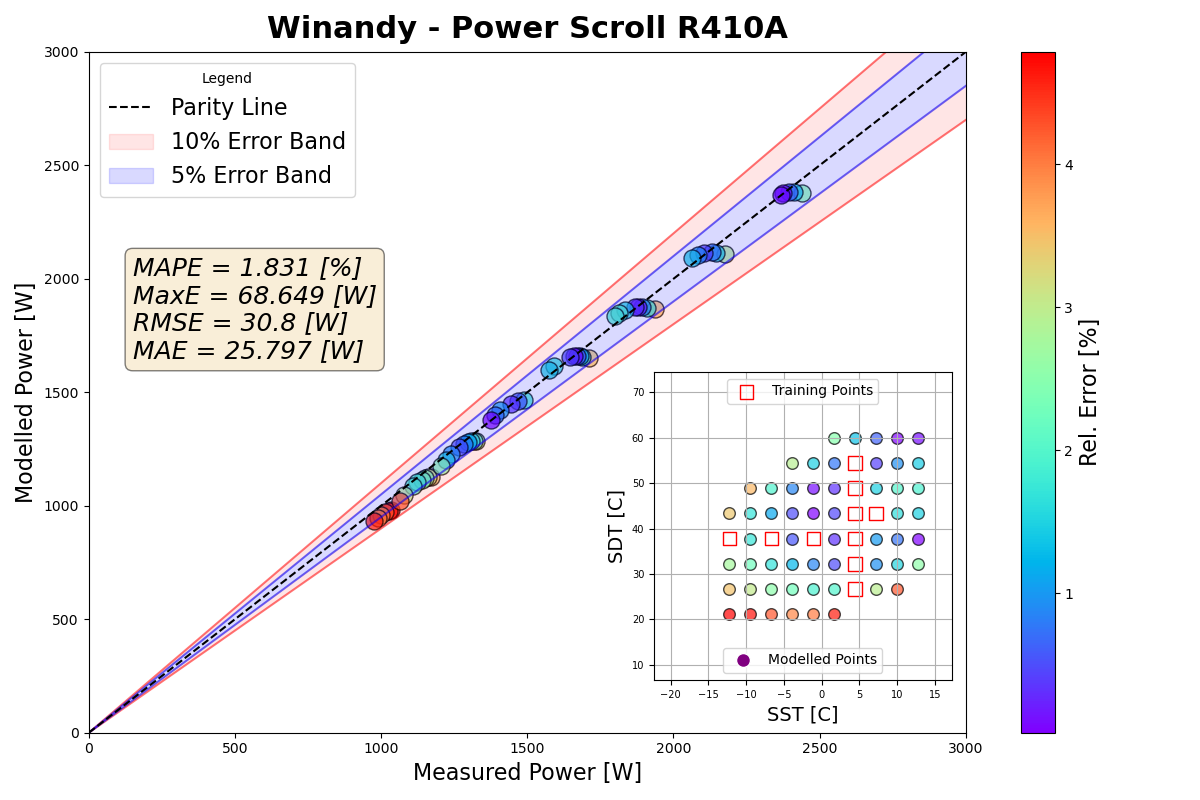 Winandy - Power Scroll R410A
Legend
Parity Line
10% Error Band
5% Error Band
MAPE = 1.831 [%]
MaxE = 68.649 [W]
RMSE = 30.8 [W]
MAE = 25.797 [W]
Modelled Power [W]
3000
2500
2000
1500
1000
500
0
0 500 1000 1500 2000 2500 3000
Measured Power [W]
Training Points
Modelled Points
SDT [C]
70
60
50
40
30
20
10
−20 −15 −10 −5 0 5 10 15
SST [C]
4
3
2
1
Rel. Error [%]